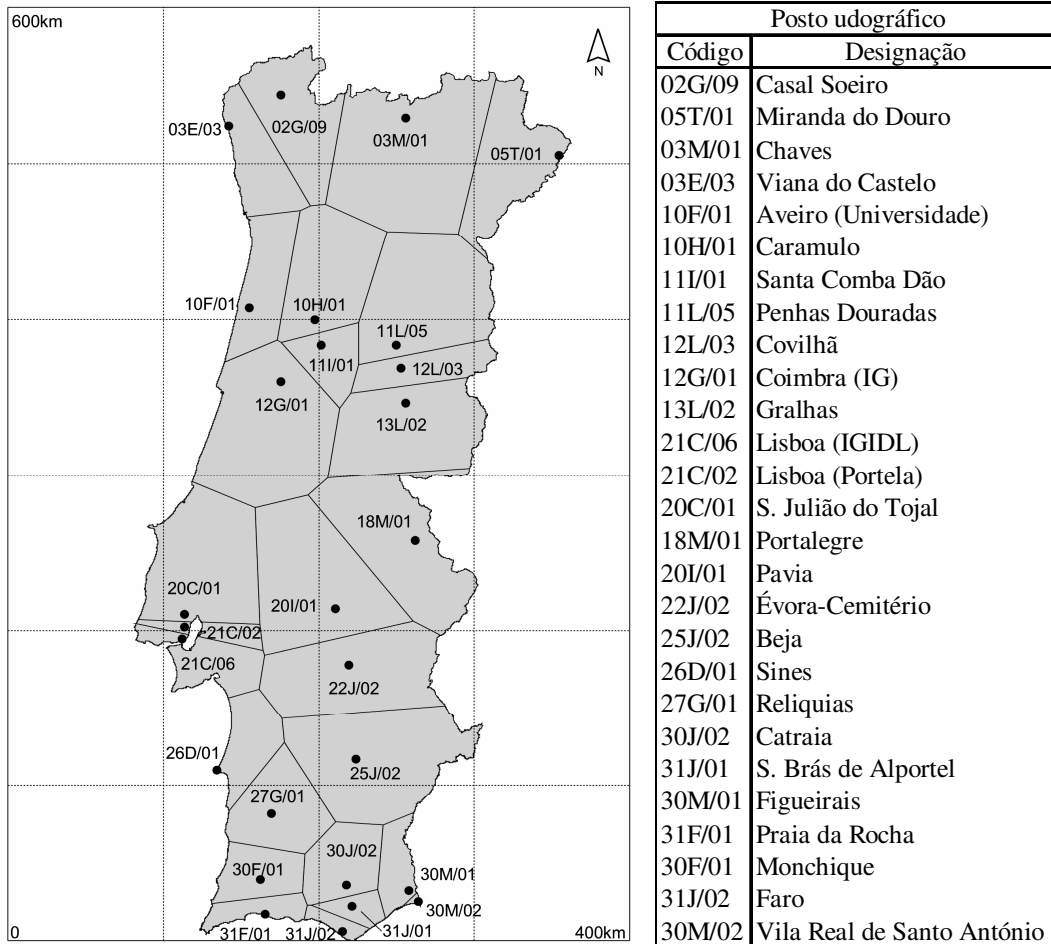 600km
N
02G/09
03E/03
03M/01
05T/01
10F/01
10H/01
11L/05
11I/01
12L/03
12G/01
13L/02
18M/01
20C/01
20I/01
21C/02
21C/06
22J/02
26D/01
25J/02
27G/01
30J/02
30F/01
30M/01
30M/02
31F/01
31J/02
31J/01
0
400km
Posto udográfico
Código Designação
02G/09 Casal Soeiro
05T/01 Miranda do Douro
03M/01 Chaves
03E/03 Viana do Castelo
10F/01 Aveiro (Universidade)
10H/01 Caramulo
11I/01 Santa Comba Dão
11L/05 Penhas Douradas
12L/03 Covilhã
12G/01 Coimbra (IG)
13L/02 Gralhas
21C/06 Lisboa (IGIDL)
21C/02 Lisboa (Portela)
20C/01 S. Julião do Tojal
18M/01 Portalegre
20I/01 Pavia
22J/02 Évora-Cemitério
25J/02 Beja
26D/01 Sines
27G/01 Reliquias
30J/02 Catraia
31J/01 S. Brás de Alportel
30M/01 Figueirais
31F/01 Praia da Rocha
30F/01 Monchique
31J/02 Faro
30M/02 Vila Real de Santo António